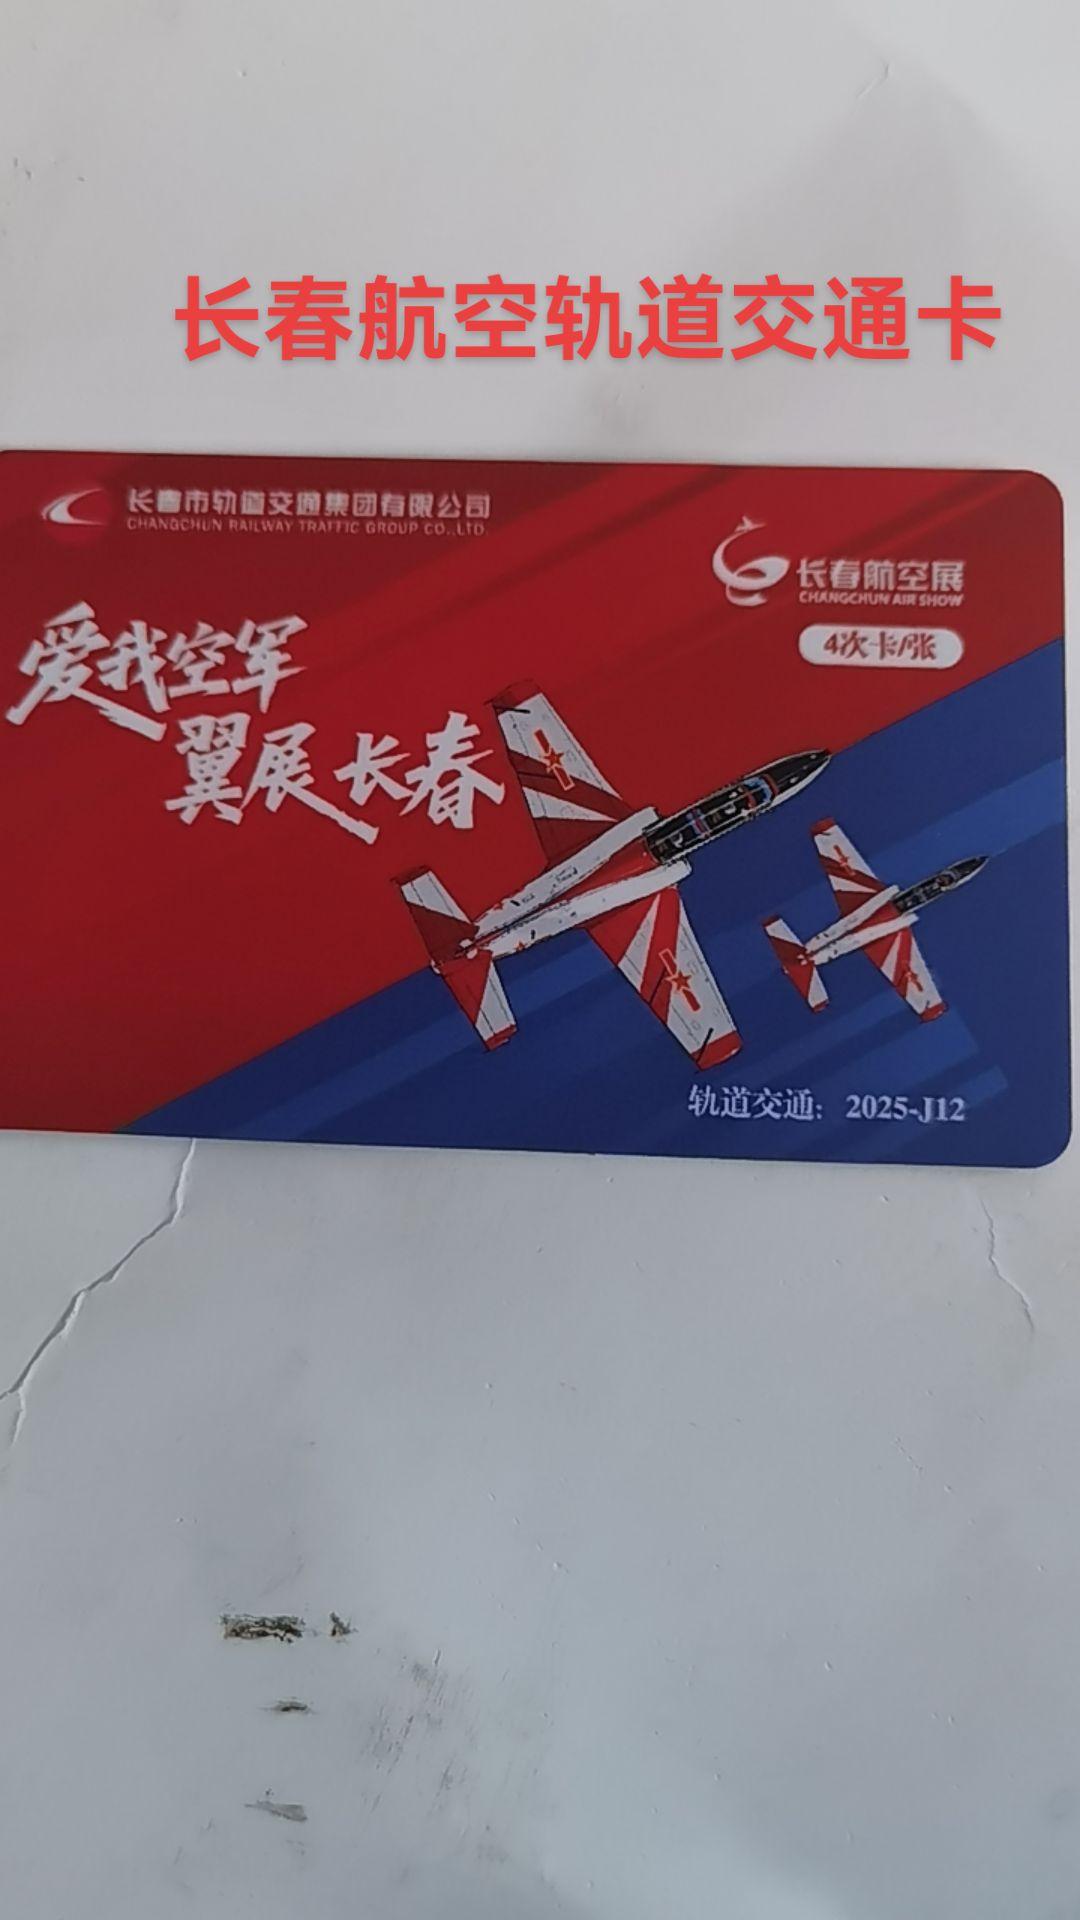 长春航空轨道交通卡
长春市轨道交通集团有限公司
CHANGCHUN RAILWAY TRAFFIC GROUP CO.,LTD.
长春航空展
CHANGCHUN AIR SHOW
4次卡/张
爱我空军
翼展长春
轨道交通：2025-J12